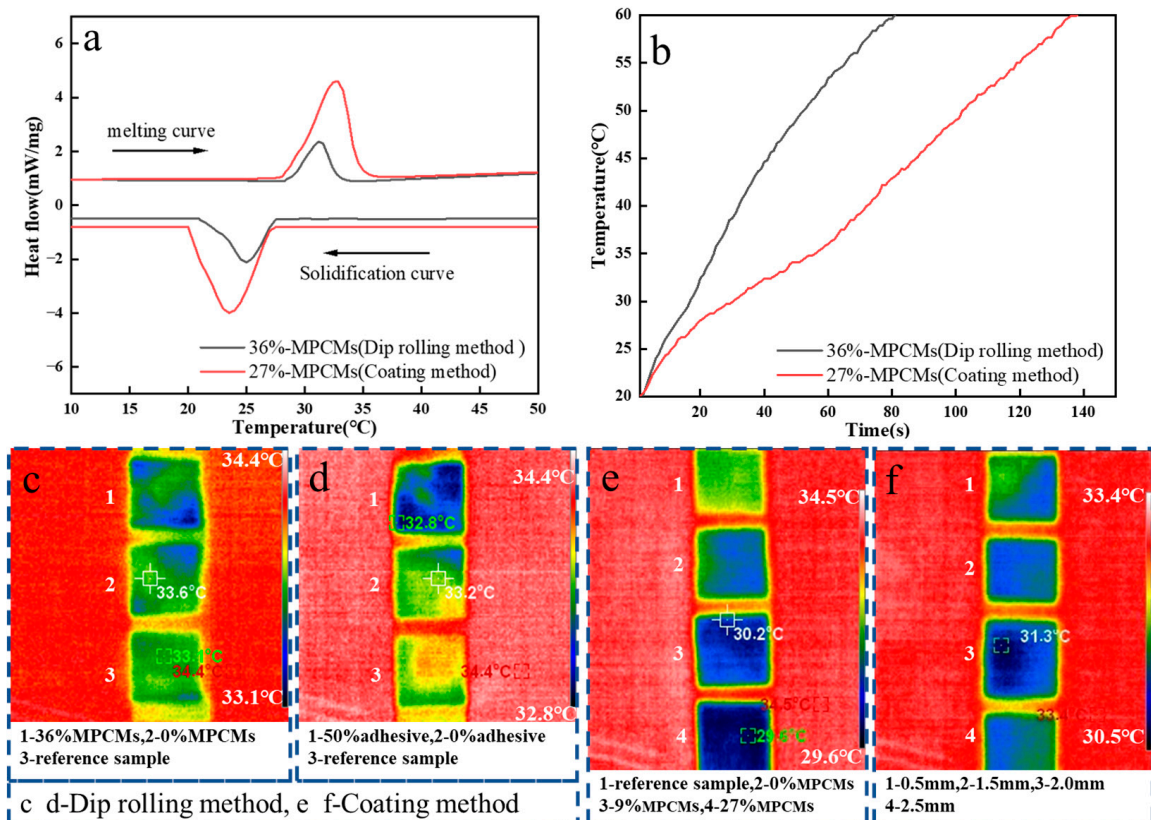 a
6
4
2
0
−2
−4
−6
Heat flow(mW/mg)
melting curve
Solidification curve
36%-MPCMs(Dip rolling method )
27%-MPCMs(Coating method)
10 15 20 25 30 35 40 45 50
Temperature(°C)
b
60
55
50
45
40
35
30
25
20
Temperature(°C)
36%-MPCMs(Dip rolling method)
27%-MPCMs(Coating method)
20 40 60 80 100 120 140
Time(s)
c
34.4°C
1
2
33.6°C
3
34.4°C
33.1°C
1-36%MPCMs,2-0%MPCMs
3-reference sample
d
34.4°C
1
32.8°C
2
33.2°C
3
34.4°C
32.8°C
1-50%adhesive,2-0%adhesive
3-reference sample
e
1
34.5°C
2
30.2°C
3
34.5°C
4
29.6°C
29.6°C
1-reference sample,2-0%MPCMs
3-9%MPCMs,4-27%MPCMs
f
1
33.4°C
2
31.3°C
3
4
30.5°C
1-0.5mm,2-1.5mm,3-2.0mm
4-2.5mm
c d-Dip rolling method, e f-Coating method